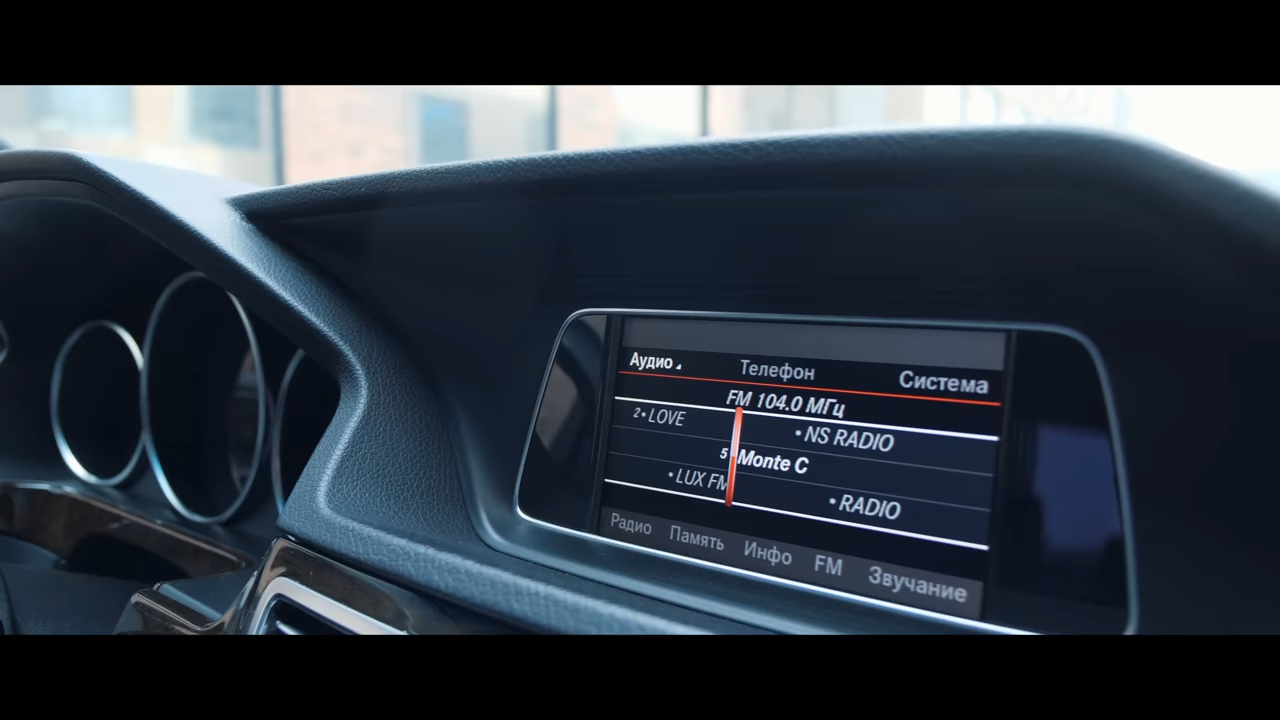 Аудио Телефон Система
FM 104.0 МГц
2• LOVE • NS RADIO
5 Monte C
• LUX FM • RADIO
Радио Память Инфо FM Звучание